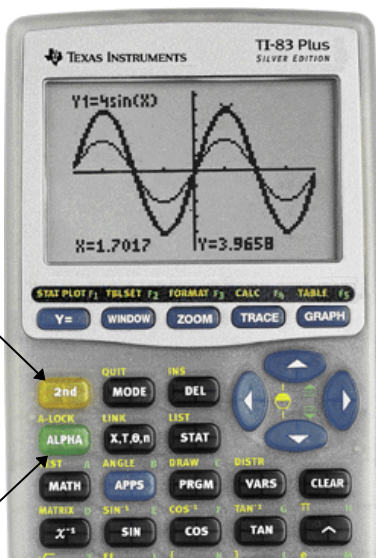 TI-83 Plus
TEXAS INSTRUMENTS SILVER EDITION
Y1=4sin(X)
X=1.7017 Y=3.9658
STAT PLOT F1 TBLSET F2 FORMAT F3 CALC F4 TABLE F5
Y= WINDOW ZOOM TRACE GRAPH
QUIT INS
2nd MODE DEL
A-LOCK LINK LIST
ALPHA X,T,θ,n STAT
TEST A ANGLE B DRAW C DISTR
MATH APPS PRGM VARS CLEAR
MATRIX D SIN⁻¹ E COS⁻¹ F TAN⁻¹ G π H
x⁻¹ SIN COS TAN ^